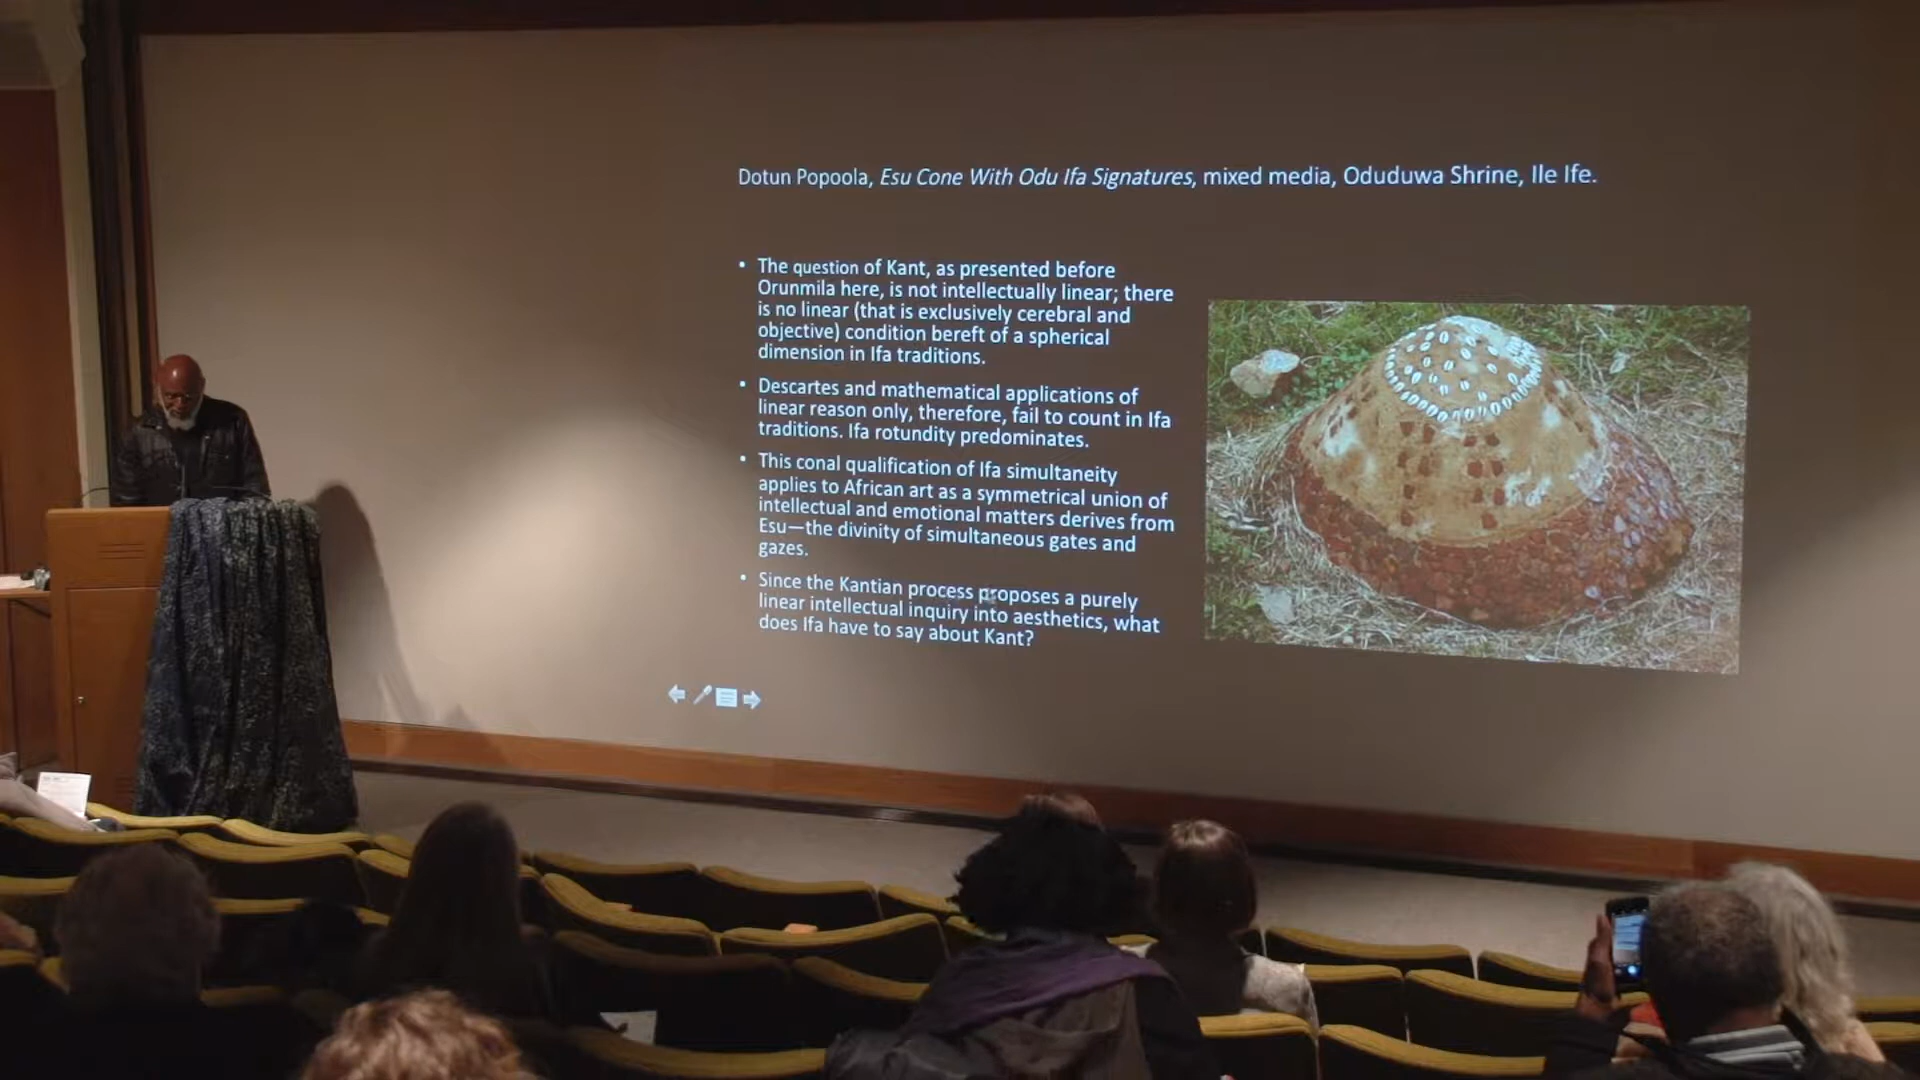 Dotun Popoola, Esu Cone With Odu Ifa Signatures, mixed media, Oduduwa Shrine, Ile Ife.
• The question of Kant, as presented before
Orunmila here, is not intellectually linear; there
is no linear (that is exclusively cerebral and
objective) condition bereft of a spherical
dimension in Ifa traditions.
• Descartes and mathematical applications of
linear reason only, therefore, fail to count in Ifa
traditions. Ifa rotundity predominates.
• This conal qualification of Ifa simultaneity
applies to African art as a symmetrical union of
intellectual and emotional matters derives from
Esu—the divinity of simultaneous gates and
gazes.
• Since the Kantian process proposes a purely
linear intellectual inquiry into aesthetics, what
does Ifa have to say about Kant?